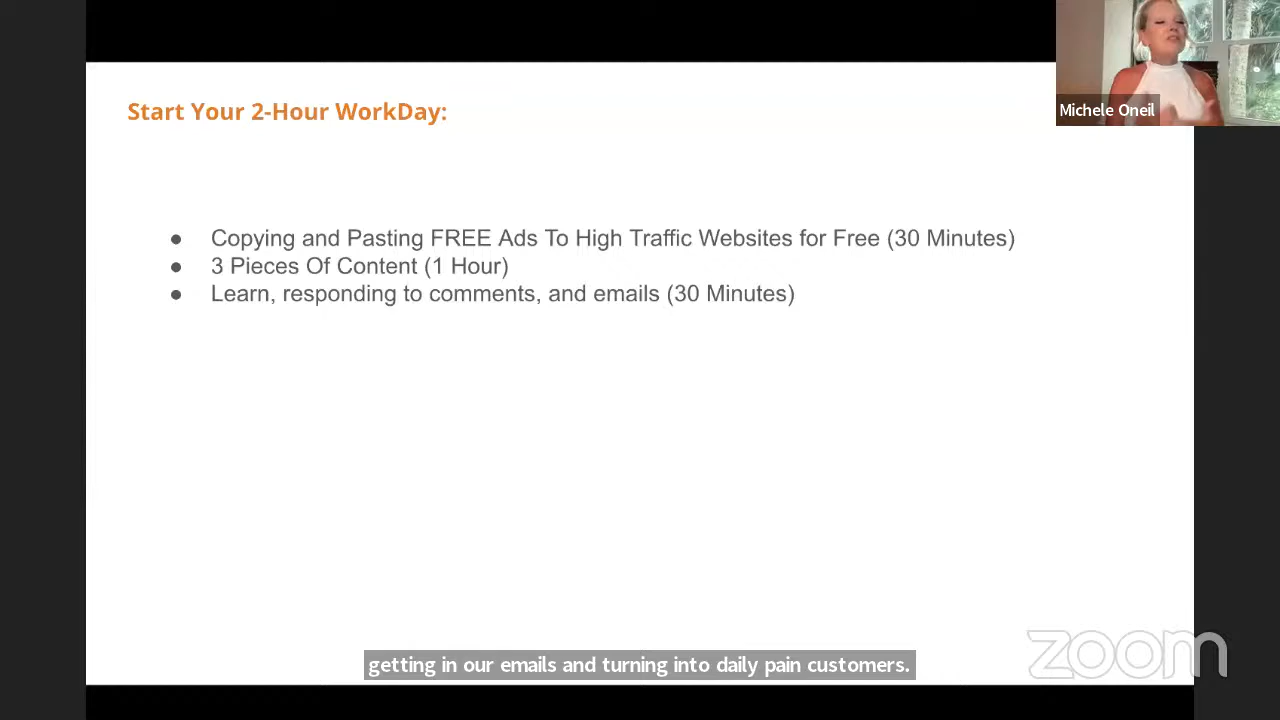 Michele Oneil
Start Your 2-Hour WorkDay:
● Copying and Pasting FREE Ads To High Traffic Websites for Free (30 Minutes)
● 3 Pieces Of Content (1 Hour)
● Learn, responding to comments, and emails (30 Minutes)
zoom
getting in our emails and turning into daily pain customers.